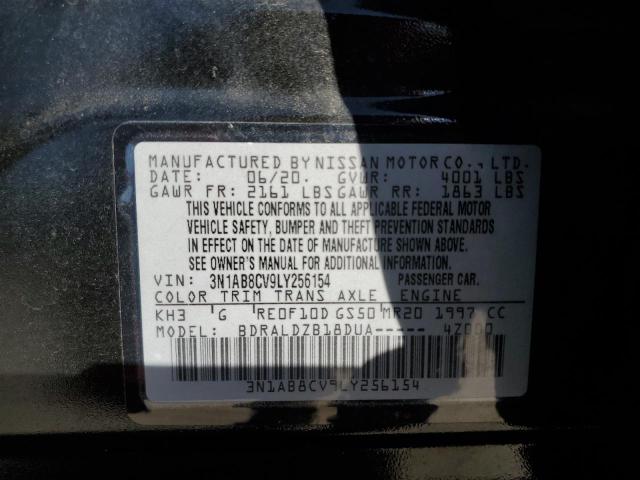 MANUFACTURED BY NISSAN MOTOR CO., LTD.
DATE: 06/20. GVWR: 4001 LBS
GAWR FR: 2161 LBS GAWR RR: 1863 LBS
THIS VEHICLE CONFORMS TO ALL APPLICABLE FEDERAL MOTOR
VEHICLE SAFETY, BUMPER AND THEFT PREVENTION STANDARDS
IN EFFECT ON THE DATE OF MANUFACTURE SHOWN ABOVE.
SEE OWNER'S MANUAL FOR ADDITIONAL INFORMATION.
VIN: 3N1AB8CV9LY256154 PASSENGER CAR.
COLOR TRIM TRANS AXLE ENGINE
KH3 G RE0F10D GS50 MR20 1997 CC
MODEL: BDRALDZB18DUA----- 4Z000
3N1AB8CV9LY256154